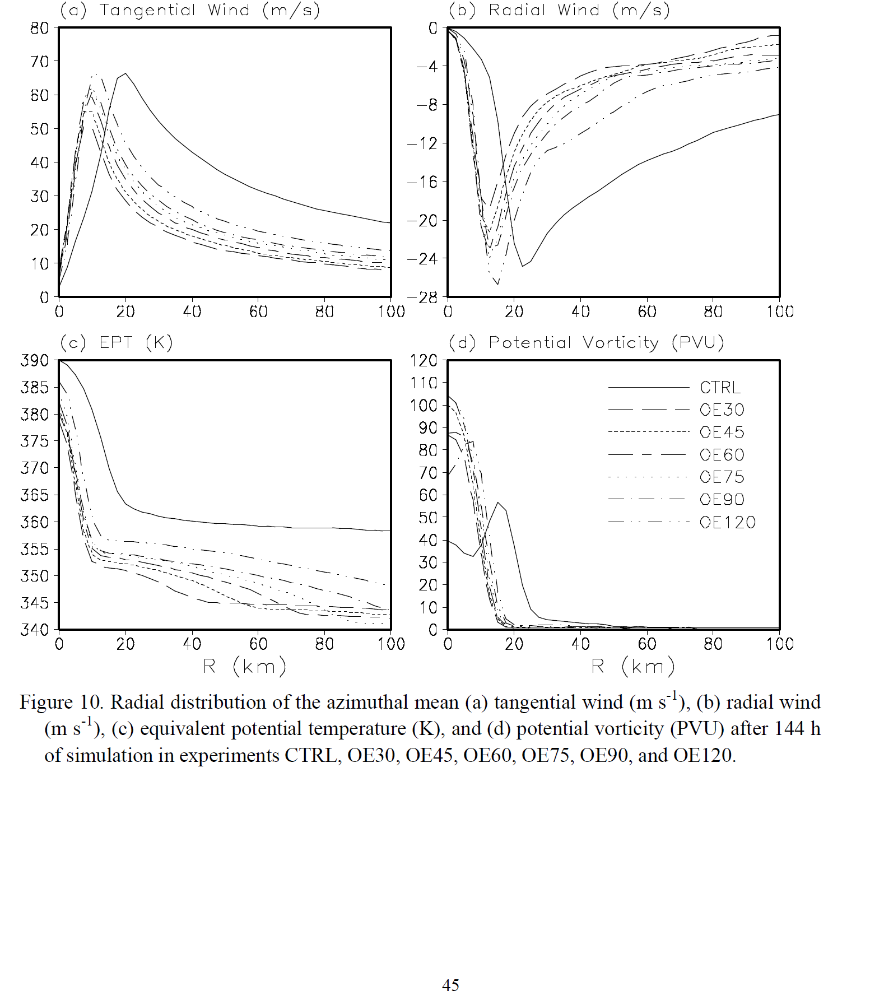 (a) Tangential Wind (m/s)
80
70
60
50
40
30
20
10
0
0 20 40 60 80 100
(b) Radial Wind (m/s)
0
−4
−8
−12
−16
−20
−24
−28
0 20 40 60 80 100
(c) EPT (K)
390
385
380
375
370
365
360
355
350
345
340
0 20 40 60 80 100
R (km)
(d) Potential Vorticity (PVU)
120
110
100
90
80
70
60
50
40
30
20
10
0
0 20 40 60 80 100
R (km)
CTRL
OE30
OE45
OE60
OE75
OE90
OE120
Figure 10. Radial distribution of the azimuthal mean (a) tangential wind (m s-1), (b) radial wind
(m s-1), (c) equivalent potential temperature (K), and (d) potential vorticity (PVU) after 144 h
of simulation in experiments CTRL, OE30, OE45, OE60, OE75, OE90, and OE120.
45